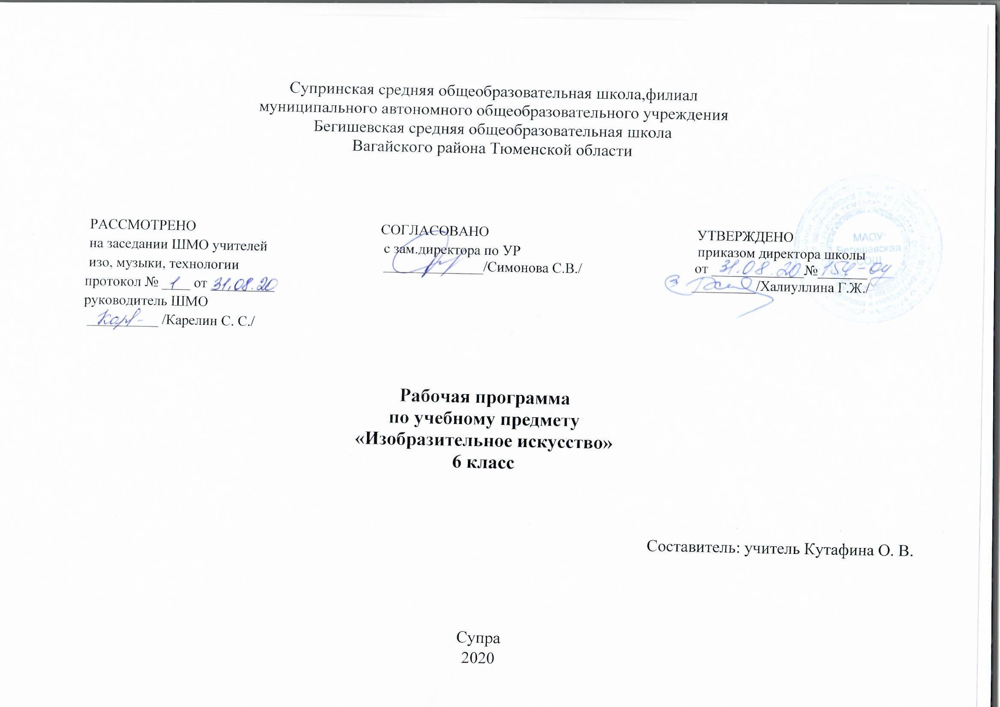 Супринская средняя общеобразовательная школа,филиал
муниципального автономного общеобразовательного учреждения
Бегишевская средняя общеобразовательная школа
Вагайского района Тюменской области
РАССМОТРЕНО
на заседании ШМО учителей
изо, музыки, технологии
протокол № 1 от 31.08.20
руководитель ШМО
/Карелин С. С./
СОГЛАСОВАНО
с зам.директора по УР
/Симонова С.В./
УТВЕРЖДЕНО
приказом директора школы
от 31.08.20 № 154-од
/Халиуллина Г.Ж./
МАОУ
Бегишевская
СОШ
Рабочая программа
по учебному предмету
«Изобразительное искусство»
6 класс
Составитель: учитель Кутафина О. В.
Супра
2020